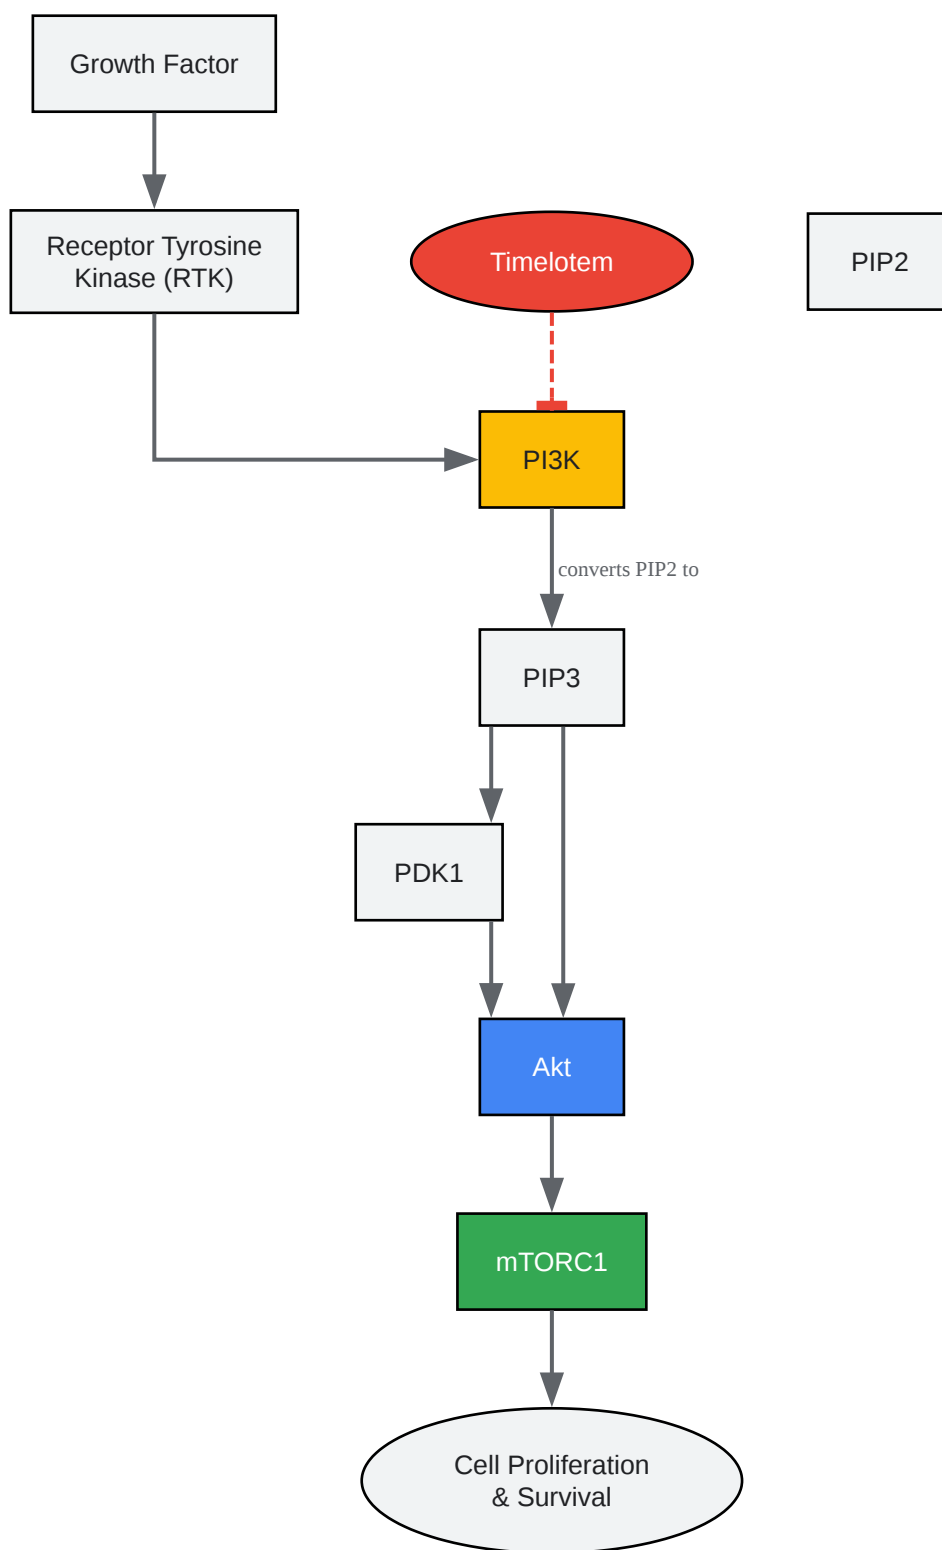 Growth Factor
Receptor Tyrosine
Kinase (RTK)
Timelotem
PIP2
PI3K
converts PIP2 to
PIP3
PDK1
Akt
mTORC1
Cell Proliferation
& Survival